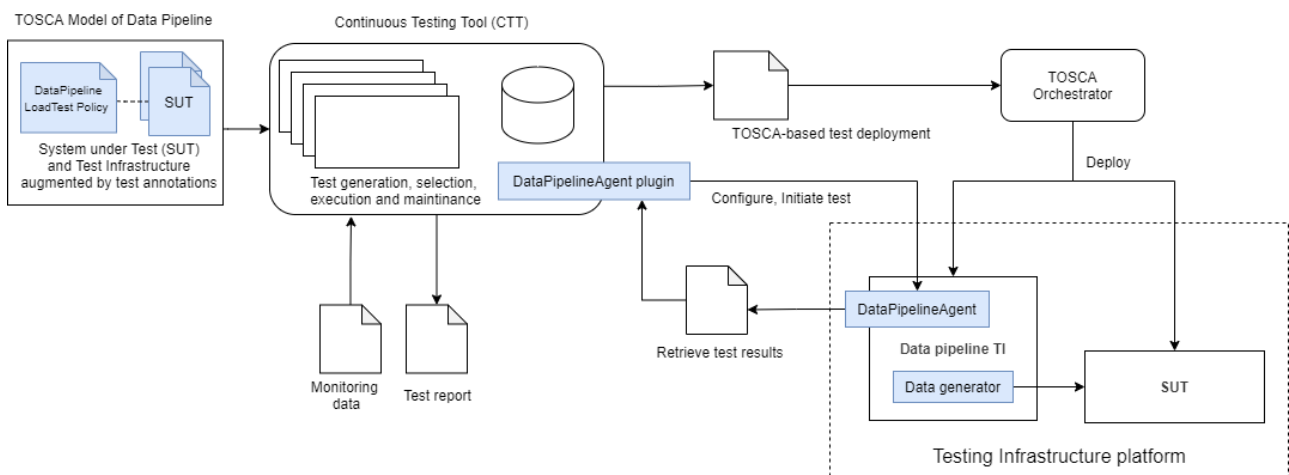 TOSCA Model of Data Pipeline
DataPipeline
LoadTest Policy
SUT
System under Test (SUT)
and Test Infrastructure
augmented by test annotations
Continuous Testing Tool (CTT)
Test generation, selection,
execution and maintinance
DataPipelineAgent plugin
Monitoring
data
Test report
TOSCA-based test deployment
TOSCA
Orchestrator
Deploy
Configure, Initiate test
Retrieve test results
DataPipelineAgent
Data pipeline TI
Data generator
SUT
Testing Infrastructure platform